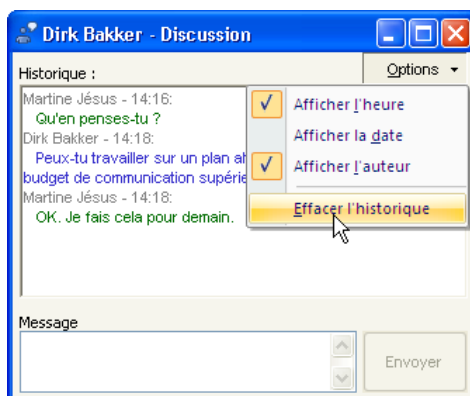 Dirk Bakker - Discussion
Historique :
Options
Martine Jésus - 14:16:
Qu'en penses-tu ?
Dirk Bakker - 14:18:
Peux-tu travailler sur un plan
budget de communication
Martine Jésus - 14:18:
OK. Je fais cela pour demain.
Afficher l'heure
Afficher la date
Afficher l'auteur
Effacer l'historique
Message
Envoyer